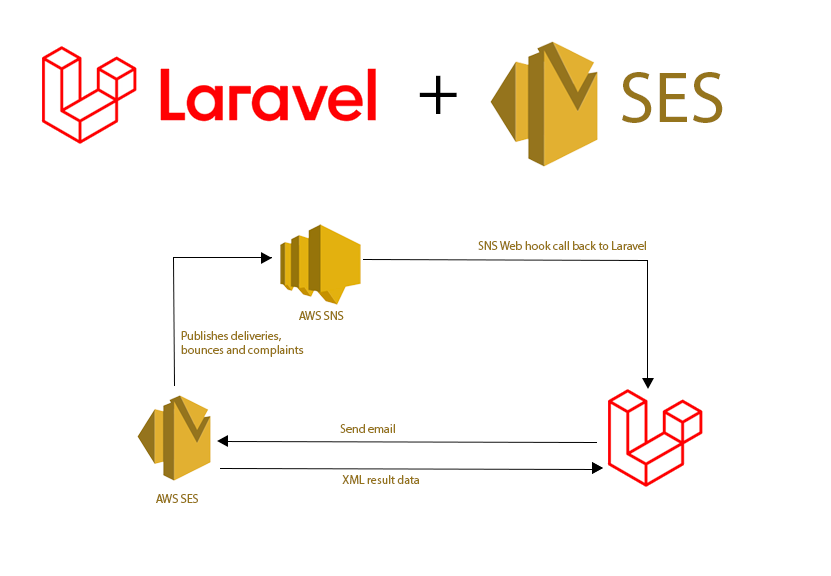 Laravel + SES
SNS Web hook call back to Laravel
AWS SNS
Publishes deliveries,
bounces and complaints
Send email
XML result data
AWS SES